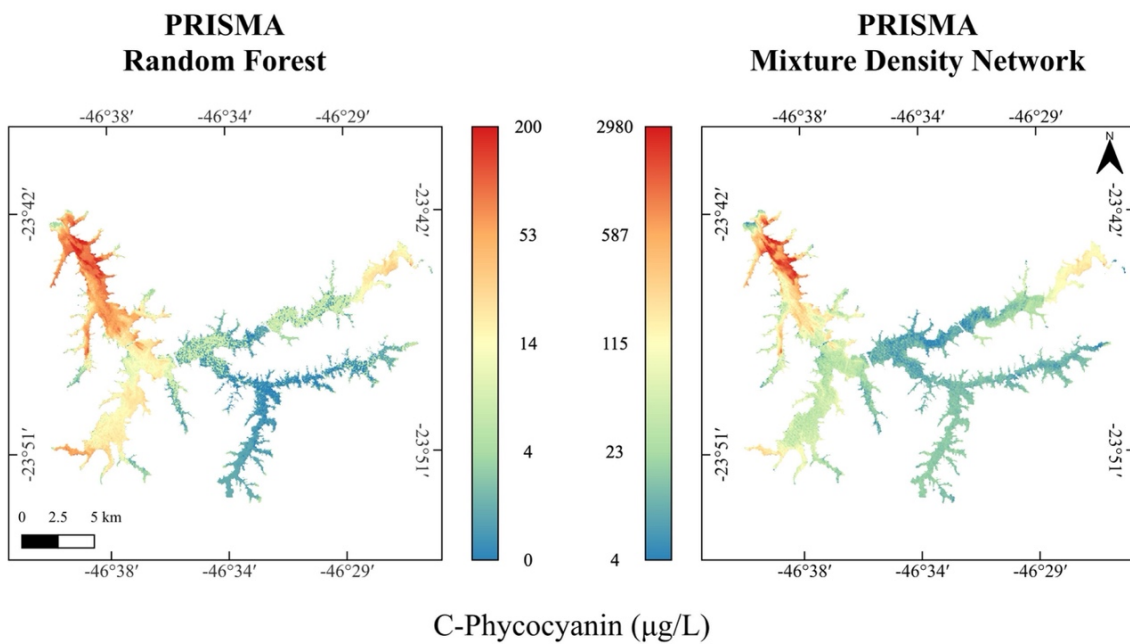 PRISMA
Random Forest
PRISMA
Mixture Density Network
-46°38′ -46°34′ -46°29′
-46°38′ -46°34′ -46°29′
200
2980
N
-23°42′
-23°42′
-23°42′
-23°42′
53
587
14
115
4
23
-23°51′
-23°51′
-23°51′
-23°51′
0 2.5 5 km
0
4
-46°38′ -46°34′ -46°29′
-46°38′ -46°34′ -46°29′
C-Phycocyanin (µg/L)